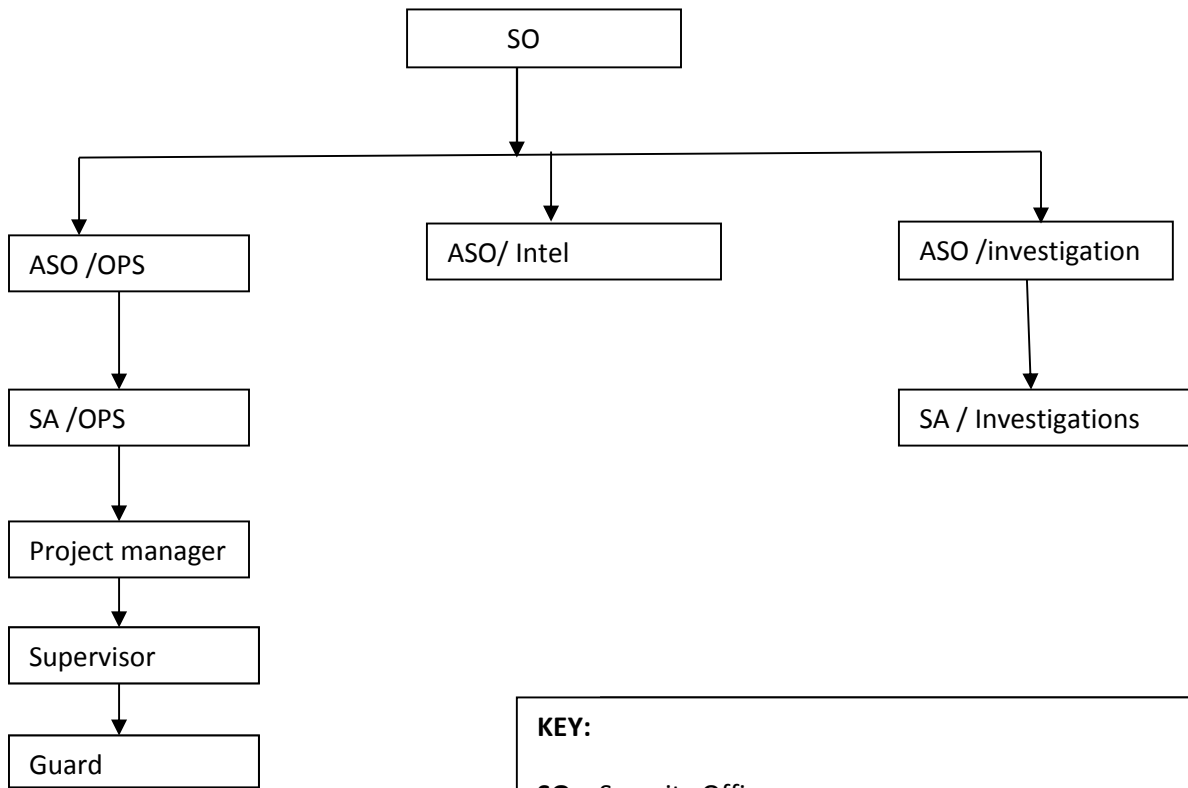 SO
ASO /OPS
ASO/ Intel
ASO /investigation
SA /OPS
SA / Investigations
Project manager
Supervisor
Guard
KEY: